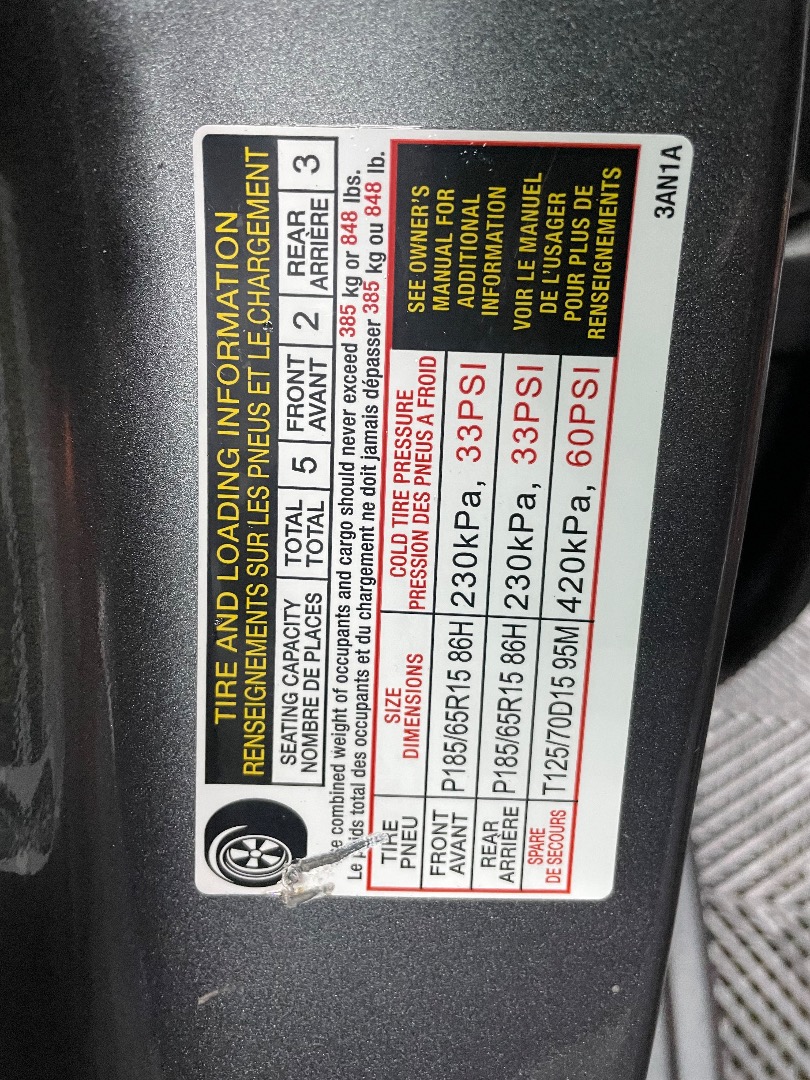 TIRE AND LOADING INFORMATION
RENSEIGNEMENTS SUR LES PNEUS ET LE CHARGEMENT
SEATING CAPACITY TOTAL 5 FRONT 2 REAR 3
NOMBRE DE PLACES TOTAL AVANT ARRIÈRE
combined weight of occupants and cargo should never exceed 385 kg or 848 lbs.
Le total des occupants et du chargement ne doit jamais dépasser 385 kg ou 848 lb.
TIRE SIZE COLD TIRE PRESSURE
PNEU DIMENSIONS PRESSION DES PNEUS A FROID
FRONT
AVANT
P185/65R15 86H 230kPa, 33PSI
REAR
ARRIÈRE
P185/65R15 86H 230kPa, 33PSI
SPARE
DE SECOURS
T125/70D15 95M 420kPa, 60PSI
SEE OWNER'S
MANUAL FOR
ADDITIONAL
INFORMATION
VOIR LE MANUEL
DE L'USAGER
POUR PLUS DE
RENSEIGNEMENTS
3AN1A